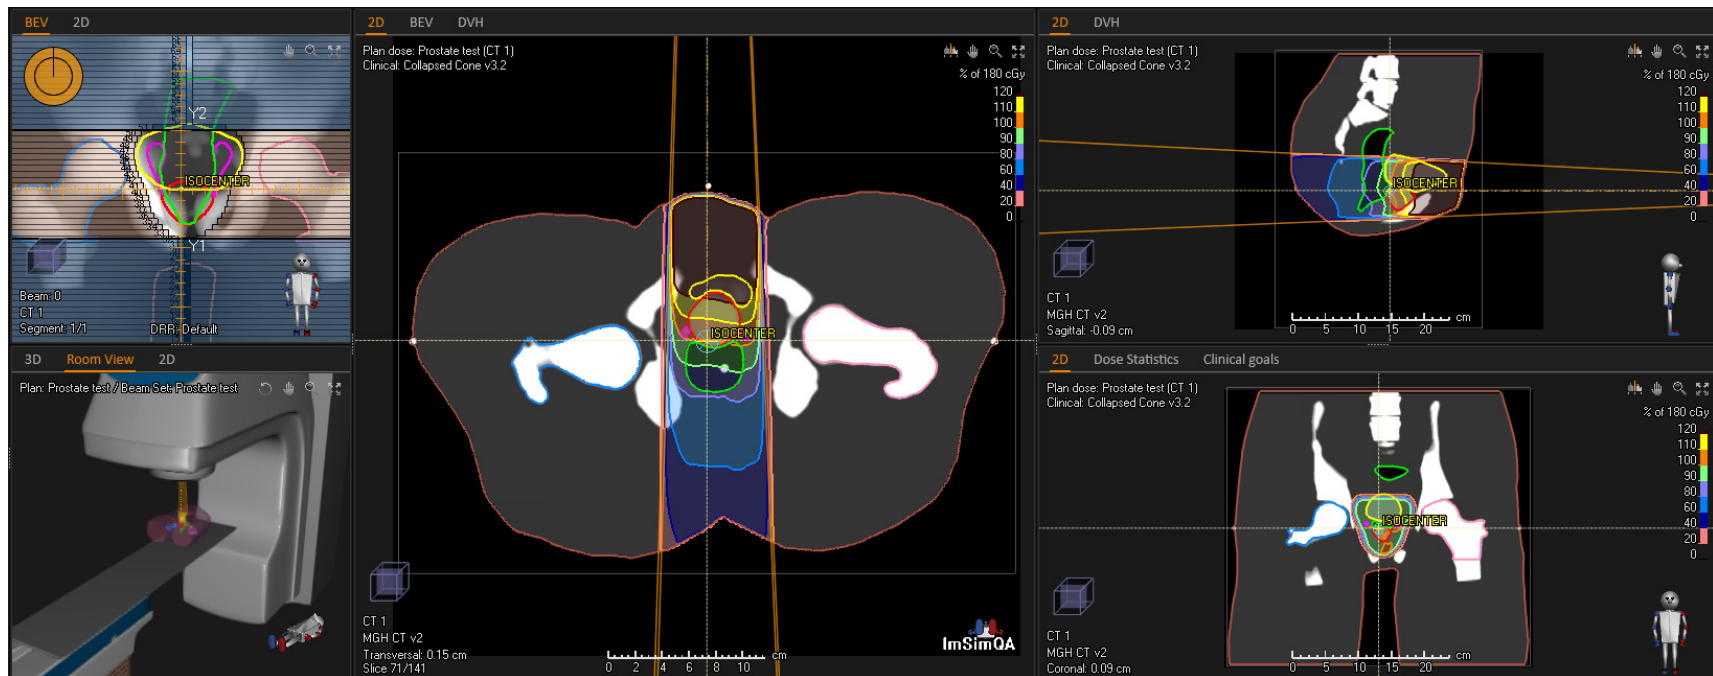 BEV 2D
Y2
ISOCENTER
Y1
Beam: 0
CT 1
Segment: 1/1 DRR: Default
3D Room View 2D
Plan: Prostate test / Beam Set: Prostate test
2D BEV DVH
Plan dose: Prostate test (CT 1)
Clinical: Collapsed Cone v3.2
% of 180 cGy
120
110
100
90
80
60
40
20
0
ISOCENTER
CT 1
MGH CT v2
Transversal: 0.15 cm
Slice 71/141
0 2 4 6 8 10 cm
ImSimQA
2D DVH
Plan dose: Prostate test (CT 1)
Clinical: Collapsed Cone v3.2
% of 180 cGy
120
110
100
90
80
60
40
20
0
ISOCENTER
CT 1
MGH CT v2
Sagittal: -0.09 cm
0 5 10 15 20 cm
2D Dose Statistics Clinical goals
Plan dose: Prostate test (CT 1)
Clinical: Collapsed Cone v3.2
% of 180 cGy
120
110
100
90
80
60
40
20
0
ISOCENTER
CT 1
MGH CT v2
Coronal: 0.09 cm
0 5 10 15 20 cm